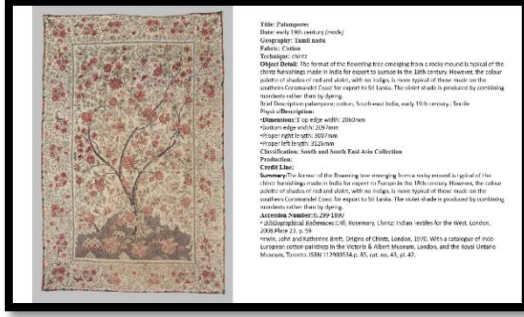 Title: Palampores
Date: early 19th century (made)
Geography: Tamil nadu
Fabric: Cotton
Technique: chintz
Object Detail: The format of the flowering tree emerging from a rocky mound is typical of the
chintz furnishings made in India for export to Europe in the 18th century. However, the colour
palette of shades of red and violet, with no indigo, is more typical of those made on the
southern Coromandel Coast for export to Sri Lanka. The violet shade is produced by combining
mordants rather than by dyeing.
Brief Description palampore; cotton, South-east India, early 19th century; Textile
Physical Description:
•Dimensions: Top edge width: 2060mm
•Bottom edge width: 2097mm
•Proper right length: 3087mm
•Proper left length: 3126mm
Classification: South and South East Asia Collection
Production:
Credit Line:
Summary: The format of the flowering tree emerging from a rocky mound is typical of the
chintz furnishings made in India for export to Europe in the 18th century. However, the colour
palette of shades of red and violet, with no indigo, is more typical of those made on the
southern Coromandel Coast for export to Sri Lanka. The violet shade is produced by combining
mordants rather than by dyeing.
Accession Number: 
• Bibliographical References: Crill, Rosemary, Chintz: Indian Textiles for the West. London,
2008 Plate 23, p. 59
•Irwin, John and Katherine Brett, Origins of Chintz, London, 1970. With a catalogue of Indo-
European cotton-paintings in the Victoria & Albert Museum, London, and the Royal Ontario
Museum, Toronto. ISBN 112900534, p. 85, cat. no. 43, pl. 42.